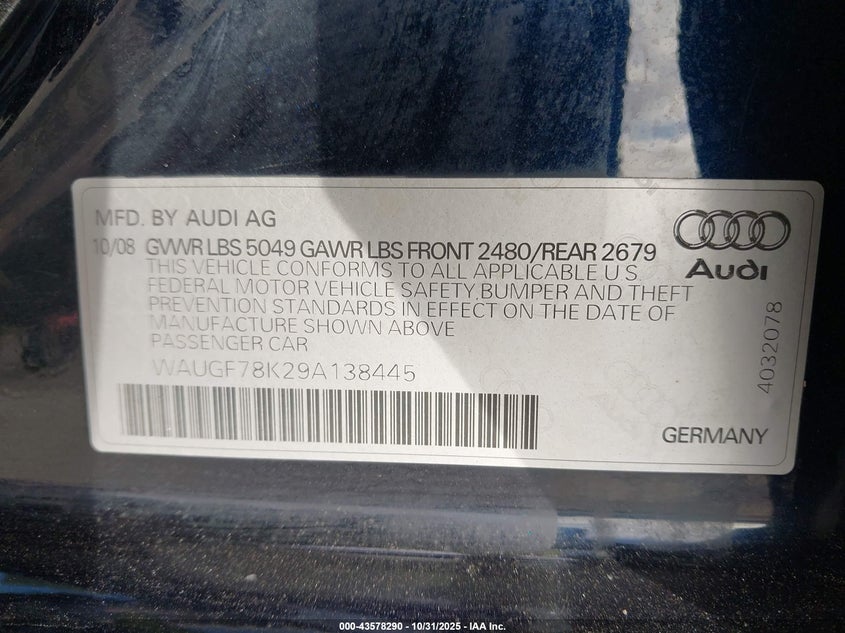 MFD. BY AUDI AG
10/08 GVWR LBS 5049 GAWR LBS FRONT 2480/REAR 2679
THIS VEHICLE CONFORMS TO ALL APPLICABLE U S
FEDERAL MOTOR VEHICLE SAFETY,BUMPER AND THEFT
PREVENTION STANDARDS IN EFFECT ON THE DATE OF
MANUFACTURE SHOWN ABOVE
PASSENGER CAR
WAUGF78K29A138445
Audi
4032078
GERMANY
000-43578290 - 10/31/2025 - IAA Inc.